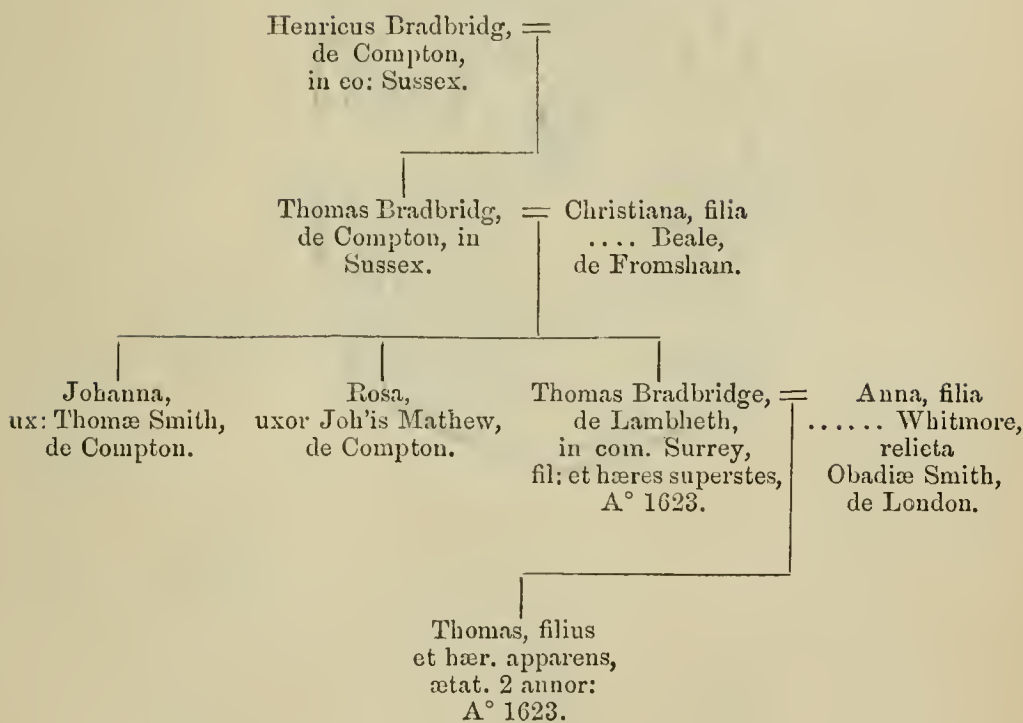 Henricus Bradbridg, =
de Compton,
in co: Sussex.
Thomas Bradbridg,
de Compton, in
Sussex.
= Christiana, filia
.... Beale,
de Fromsham.
Johanna,
ux: Thomæ Smith,
de Compton.
Rosa,
uxor Joh'is Mathew,
de Compton.
Thomas Bradbridge, =
de Lambheth,
in com. Surrey,
fil: et hæres superstes,
A° 1623.
Anna, filia
...... Whitmore,
relicta
Obadiæ Smith,
de London.
Thomas, filius
et hær. apparens,
ætat. 2 annor:
A° 1623.